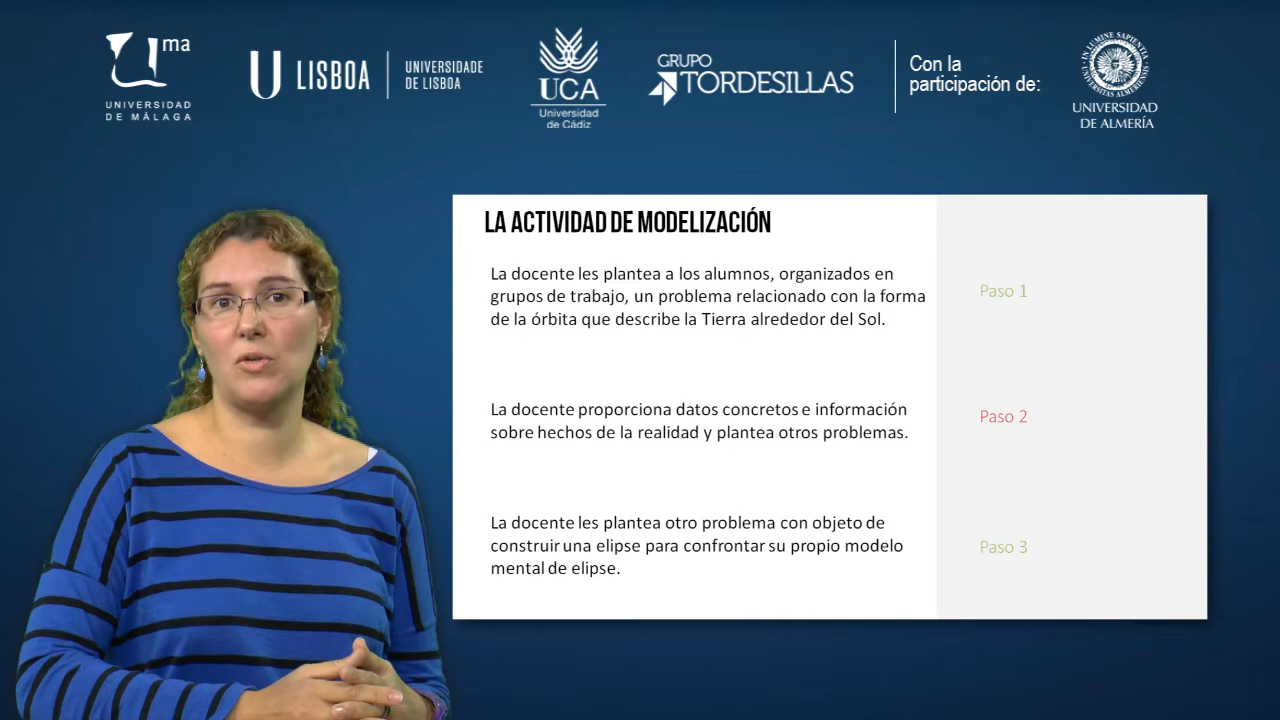 uma
UNIVERSIDAD
DE MÁLAGA
U LISBOA
UNIVERSIDADE
DE LISBOA
UCA
Universidad
de Cádiz
GRUPO
TORDESILLAS
Con la
participación de:
IN LUMINE SAPIENTIA
UNIVERSIDAD
DE ALMERÍA
LA ACTIVIDAD DE MODELIZACIÓN
La docente les plantea a los alumnos, organizados en
grupos de trabajo, un problema relacionado con la forma
de la órbita que describe la Tierra alrededor del Sol.
Paso 1
La docente proporciona datos concretos e información
sobre hechos de la realidad y plantea otros problemas.
Paso 2
La docente les plantea otro problema con objeto de
construir una elipse para confrontar su propio modelo
mental de elipse.
Paso 3